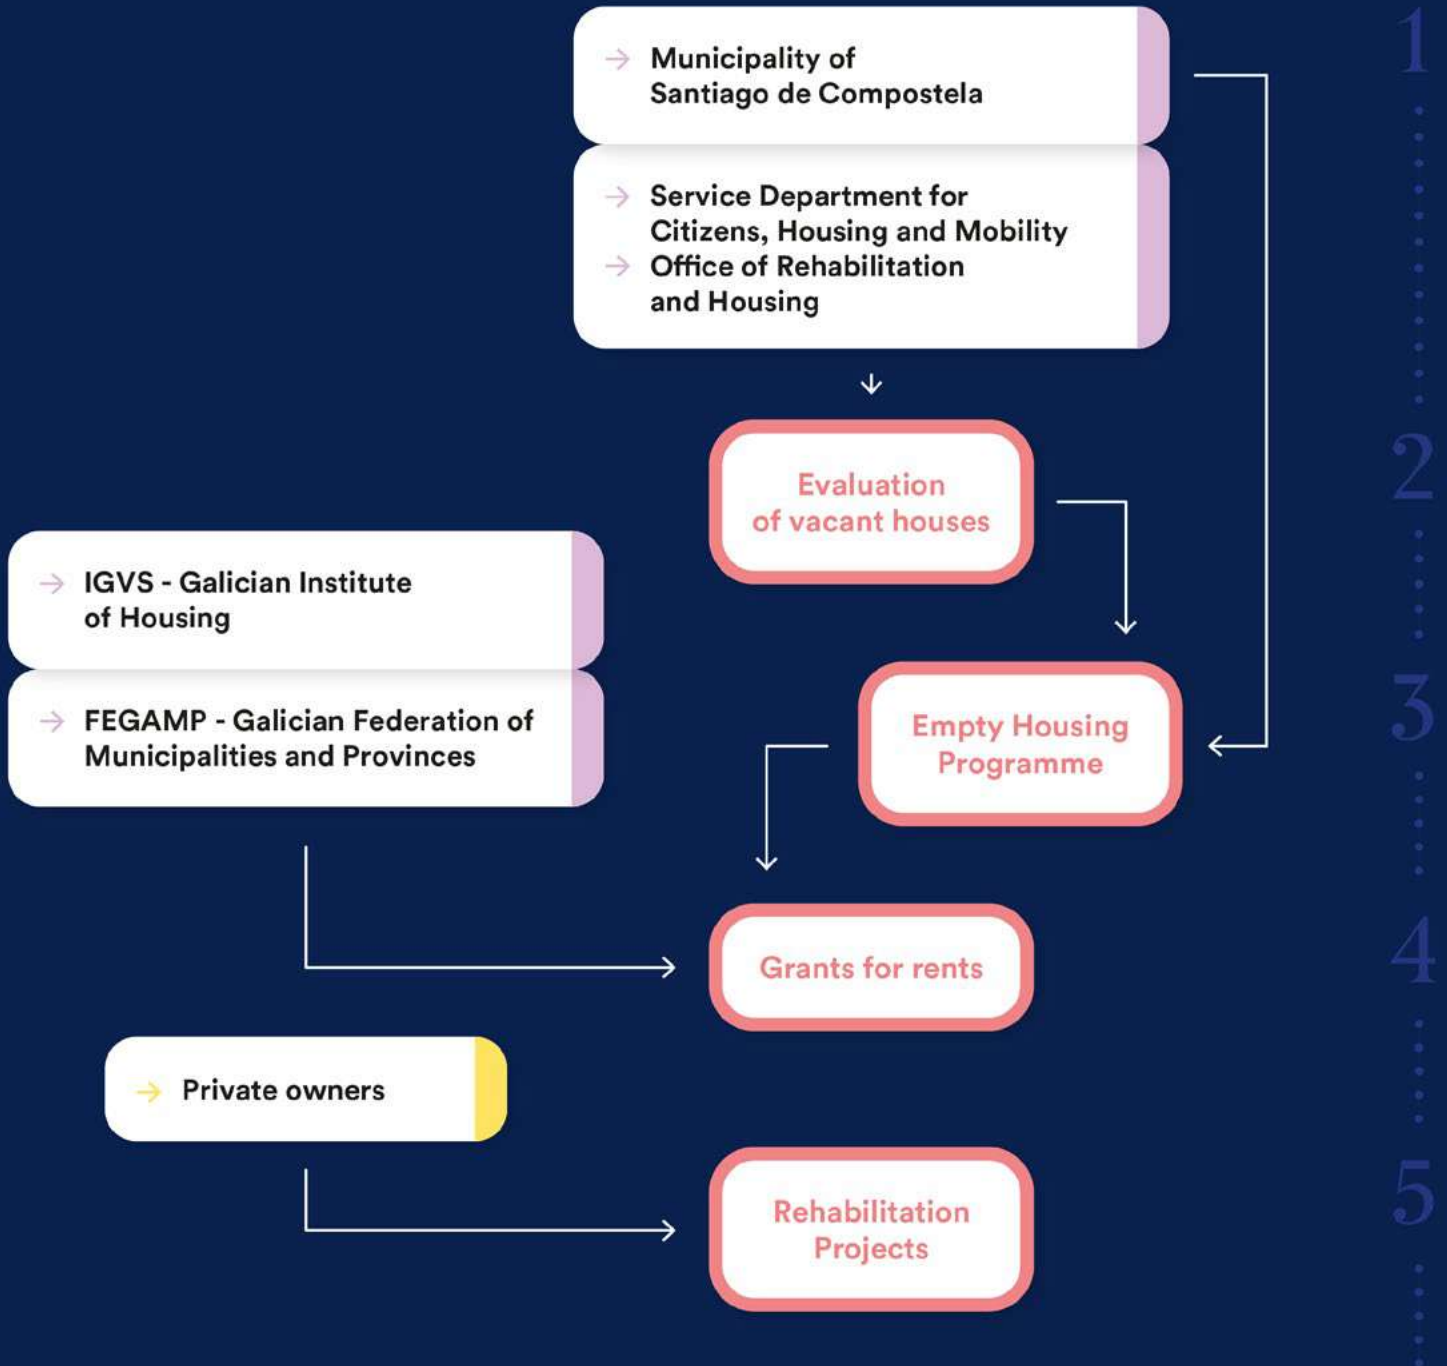 1
Municipality of
Santiago de Compostela
Service Department for
Citizens, Housing and Mobility
Office of Rehabilitation
and Housing
2
Evaluation
of vacant houses
IGVS - Galician Institute
of Housing
FEGAMP - Galician Federation of
Municipalities and Provinces
3
Empty Housing
Programme
4
Grants for rents
Private owners
5
Rehabilitation
Projects